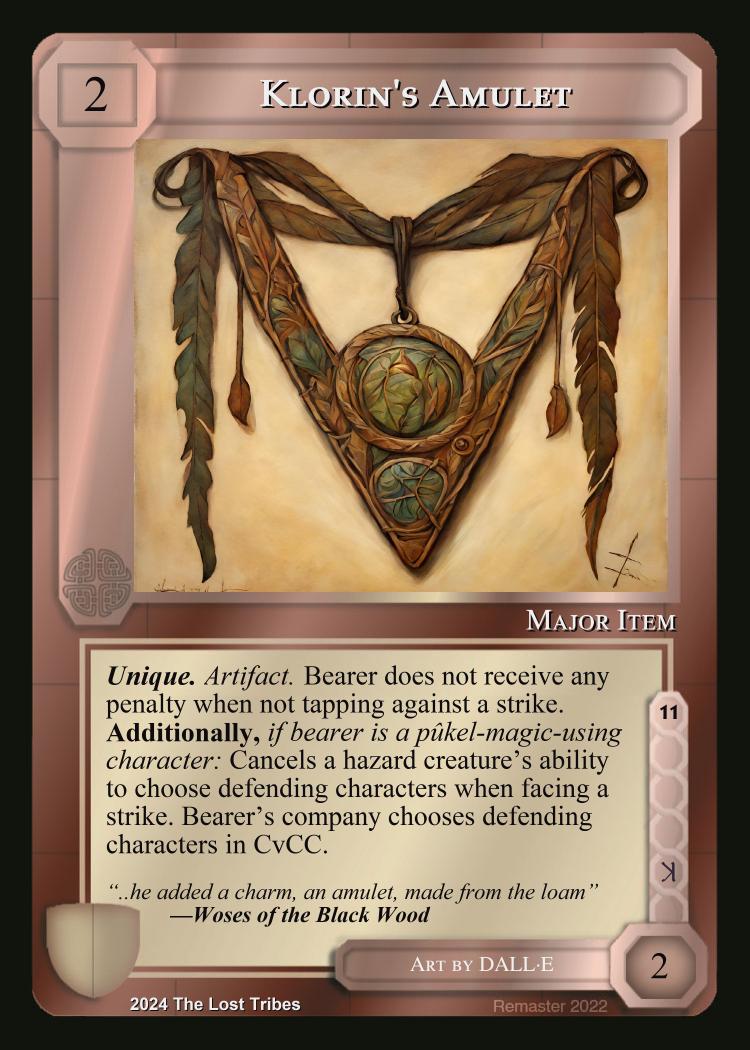 2
Klorin's Amulet
Major Item
Unique. Artifact. Bearer does not receive any
penalty when not tapping against a strike.
Additionally, if bearer is a pûkel-magic-using
character: Cancels a hazard creature’s ability
to choose defending characters when facing a
strike. Bearer’s company chooses defending
characters in CvCC.
11
“..he added a charm, an amulet, made from the loam”
—Woses of the Black Wood
Art by DALL·E
2
2024 The Lost Tribes
Remaster 2022